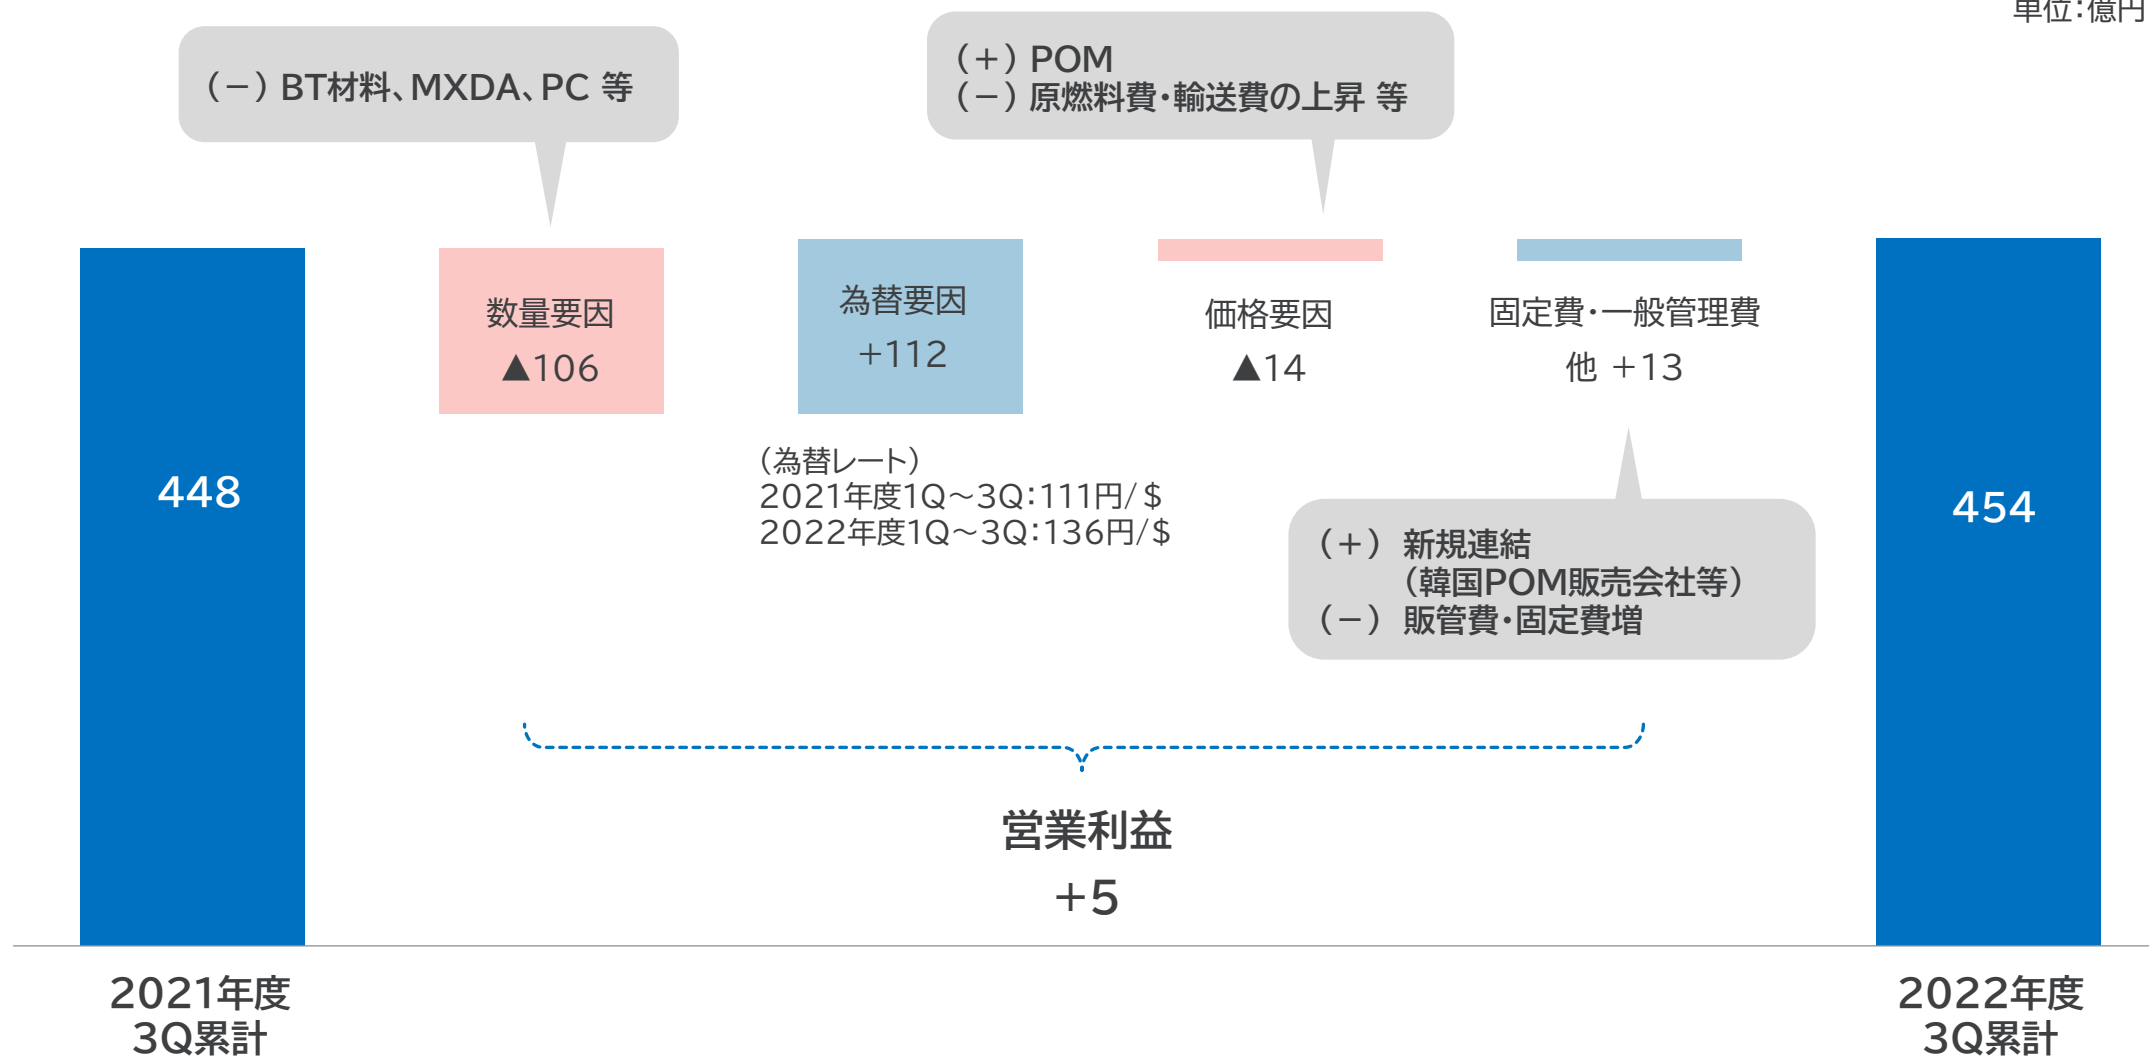 単位：億円
（－）BT材料、MXDA、PC 等
（＋）POM
（－）原燃料費・輸送費の上昇 等
数量要因
▲106
為替要因
+112
価格要因
▲14
固定費・一般管理費
他 +13
448
454
（為替レート）
2021年度1Q～3Q：111円/＄
2022年度1Q～3Q：136円/$
（＋） 新規連結
（韓国POM販売会社等）
（－） 販管費・固定費増
営業利益
+5
2021年度
3Q累計
2022年度
3Q累計